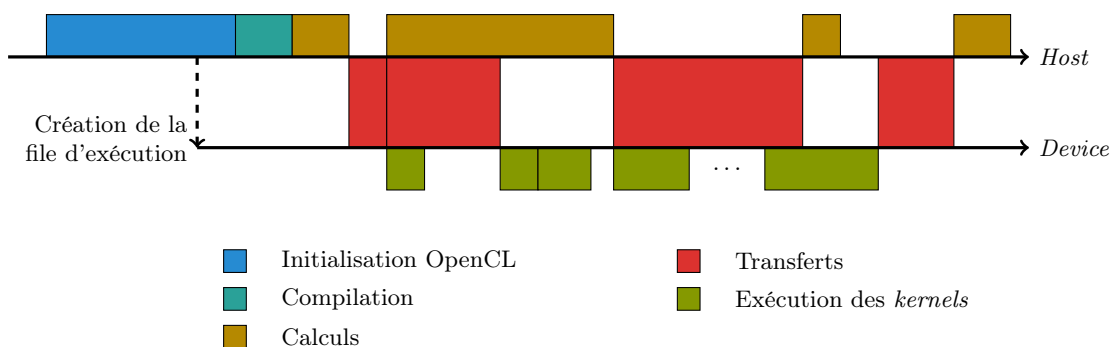 Host
Création de la
file d'exécution
Device
...
Initialisation OpenCL
Transferts
Compilation
Exécution des kernels
Calculs